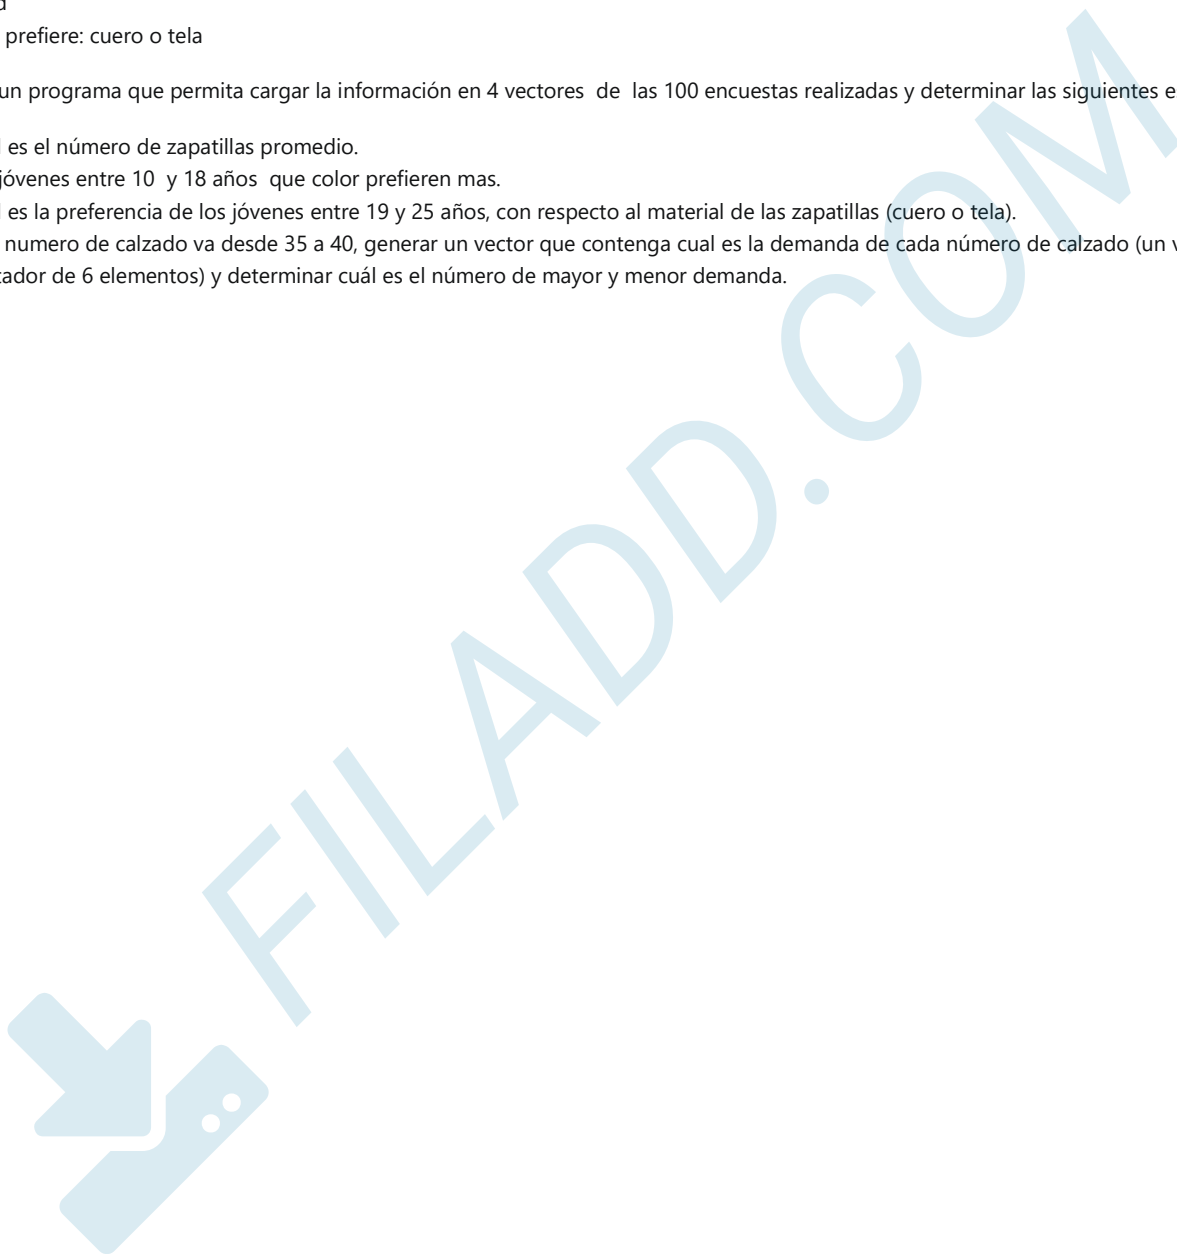 d
prefiere: cuero o tela
un programa que permita cargar la información en 4 vectores de las 100 encuestas realizadas y determinar las siguientes e
l es el número de zapatillas promedio.
jóvenes entre 10 y 18 años que color prefieren mas.
l es la preferencia de los jóvenes entre 19 y 25 años, con respecto al material de las zapatillas (cuero o tela).
numero de calzado va desde 35 a 40, generar un vector que contenga cual es la demanda de cada número de calzado (un v
tador de 6 elementos) y determinar cuál es el número de mayor y menor demanda.
FILADD.COM